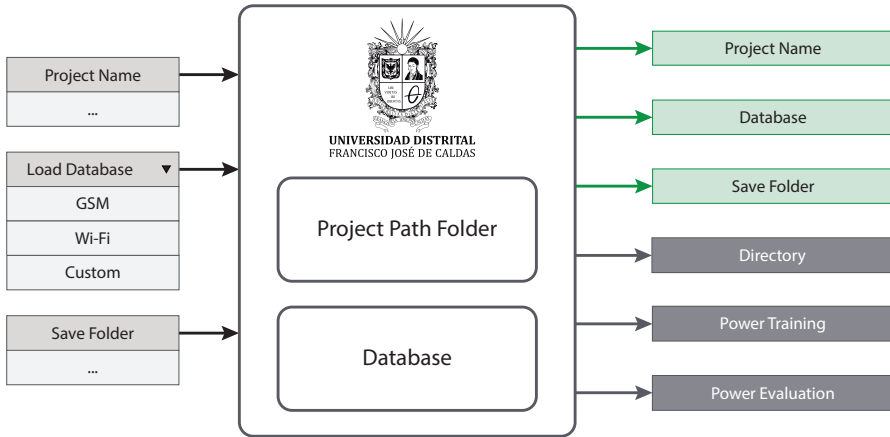 Project Name
...
Load Database
GSM
Wi-Fi
Custom
Save Folder
...
UNIVERSIDAD DISTRITAL
FRANCISCO JOSÉ DE CALDAS
Project Path Folder
Database
Project Name
Database
Save Folder
Directory
Power Training
Power Evaluation